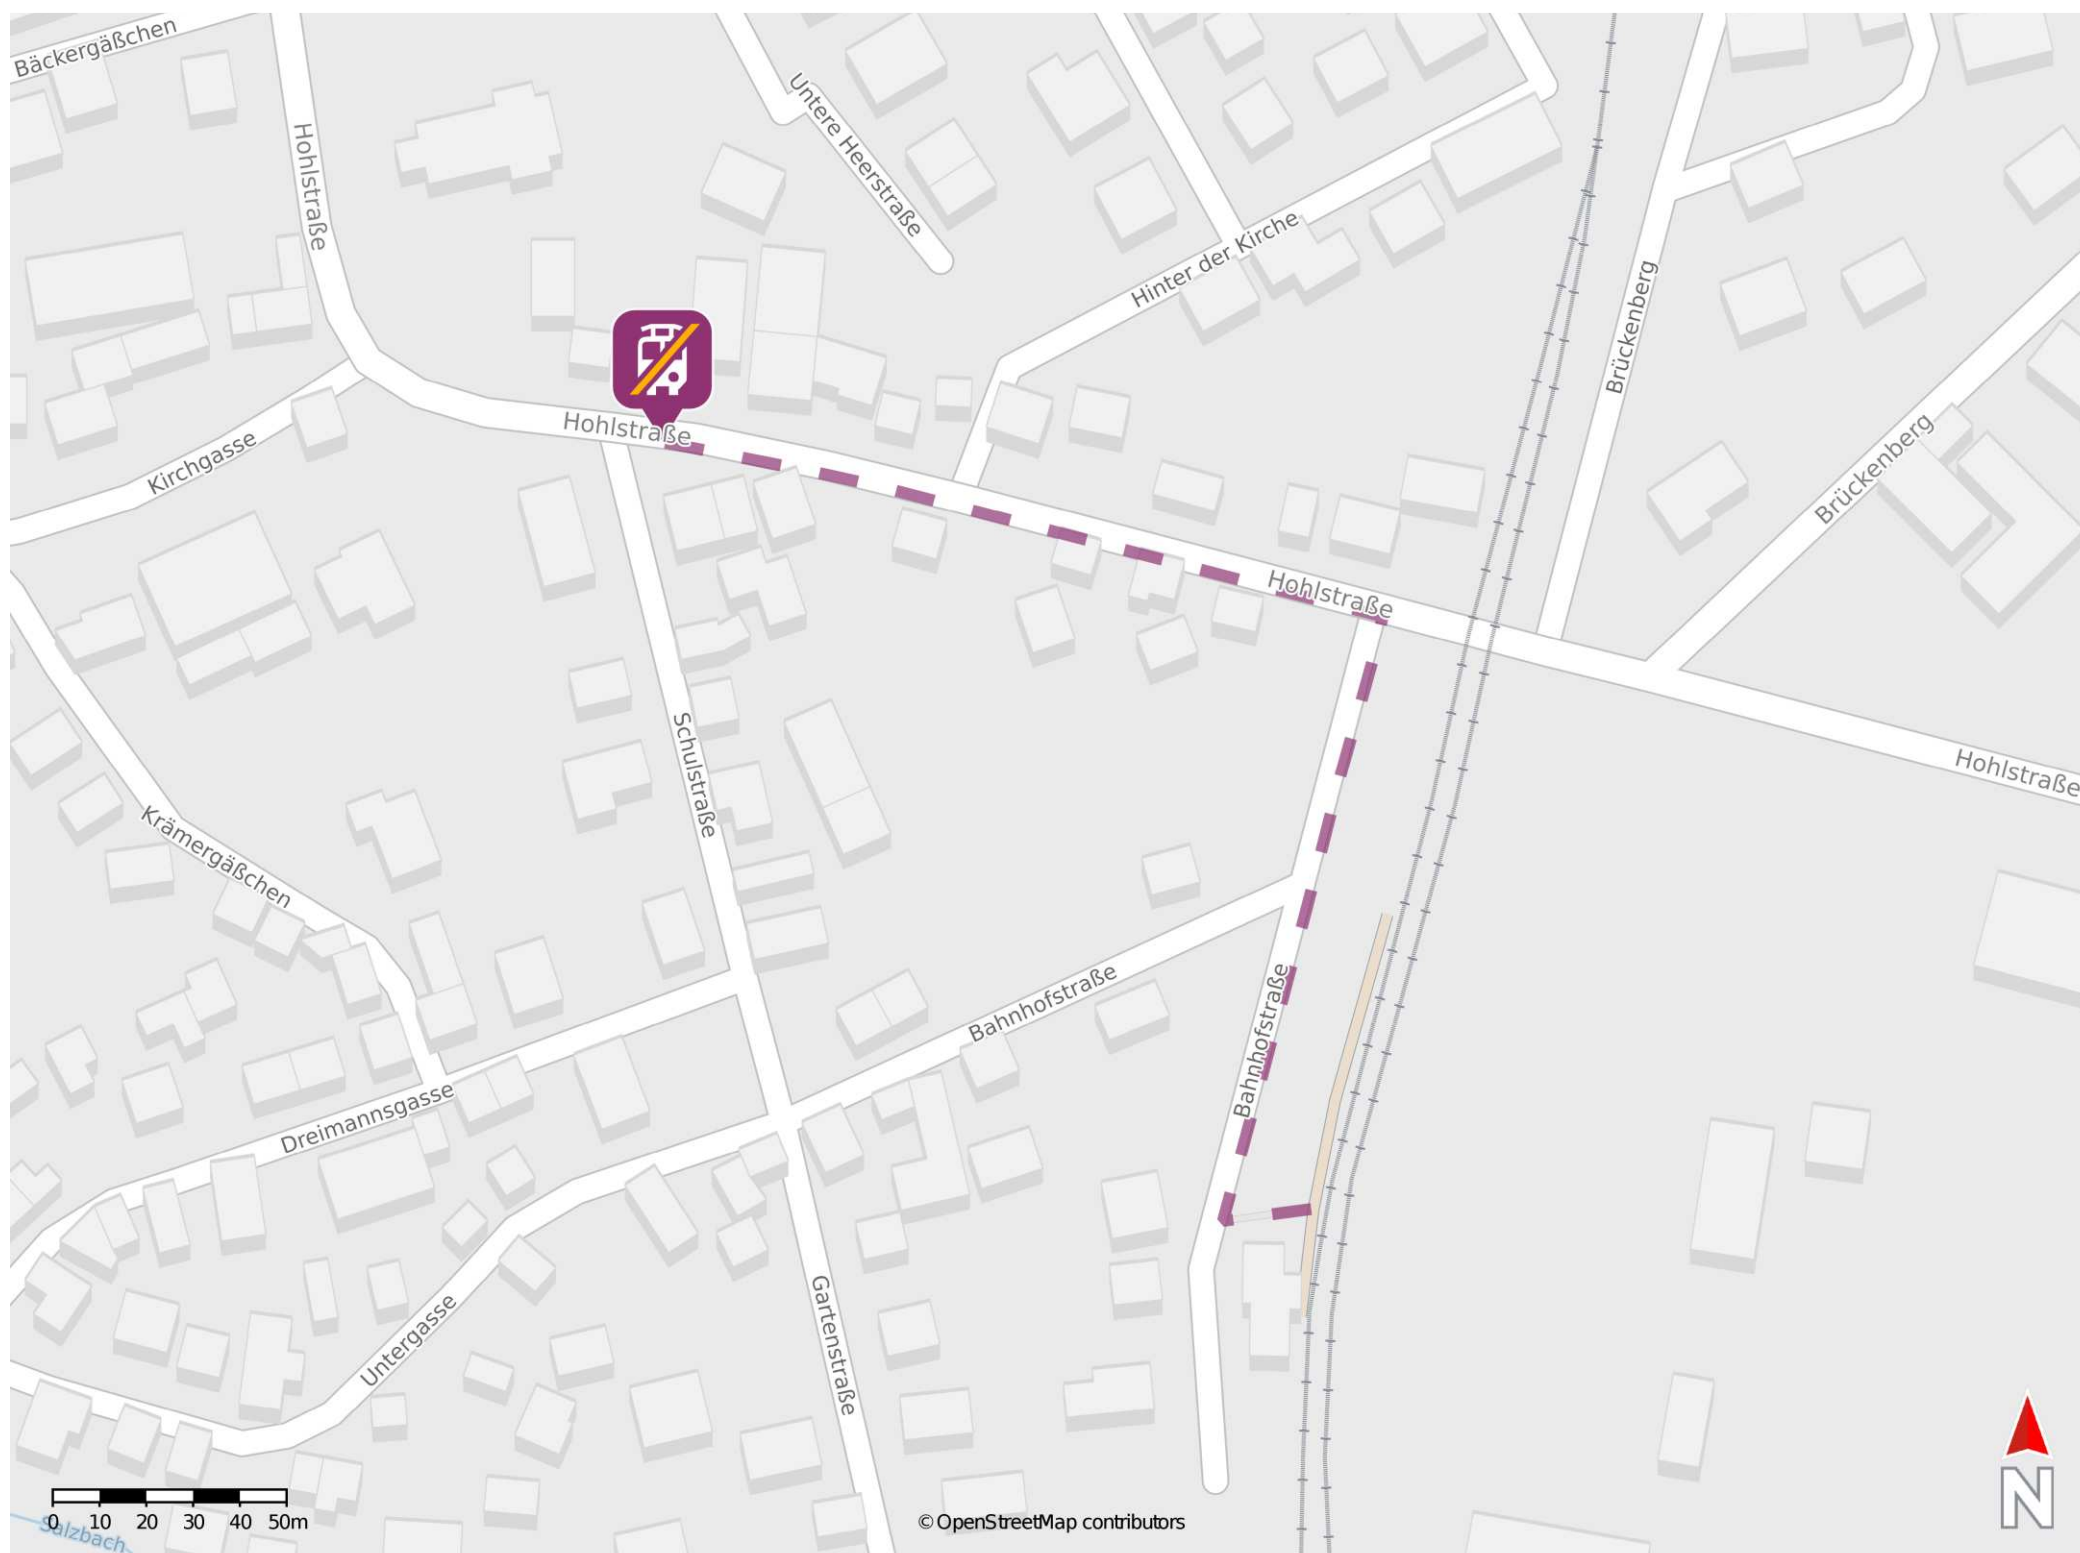 Bäckergäßchen
Hohlstraße
Untere Heerstraße
Hinter der Kirche
Brückenberg
Hohlstraße
Kirchgasse
Brückenberg
Hohlstraße
Schulstraße
Hohlstraße
Krämergäßchen
Bahnhofstraße
Bahnhofstraße
Dreimannsgasse
Untergasse
Gartenstraße
0 10 20 30 40 50m
Salzbach
© OpenStreetMap contributors
N